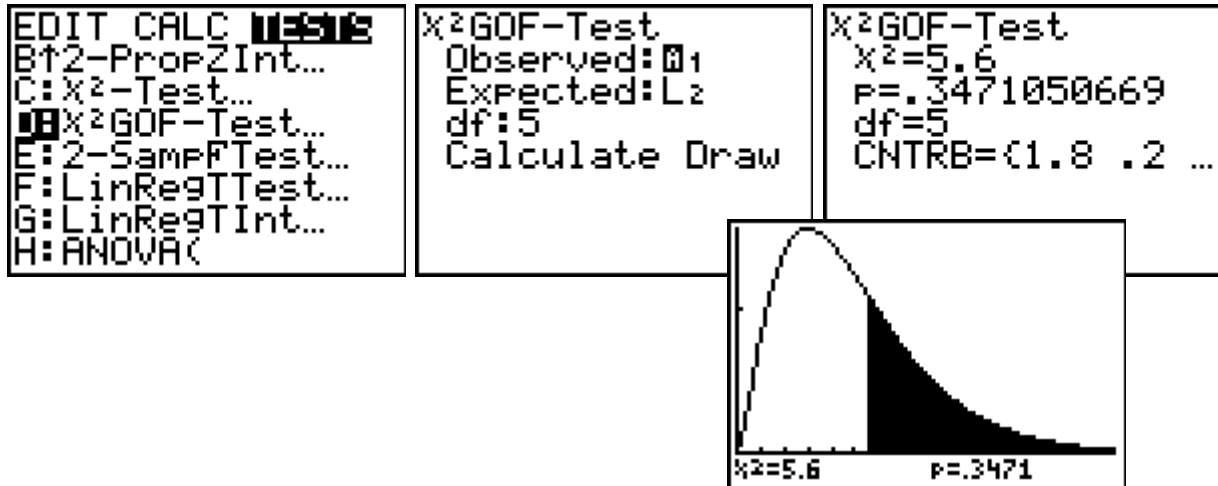 EDIT CALC TESTS
B↑2-PropZInt…
C:χ²-Test…
D:χ²GOF-Test…
E:2-SampFTest…
F:LinRegTTest…
G:LinRegTInt…
H:ANOVA(
χ²GOF-Test
Observed:L1
Expected:L2
df:5
Calculate Draw
χ²GOF-Test
χ²=5.6
p=.3471050669
df=5
CNTRB={1.8 .2 …
χ2=5.6 p=.3471